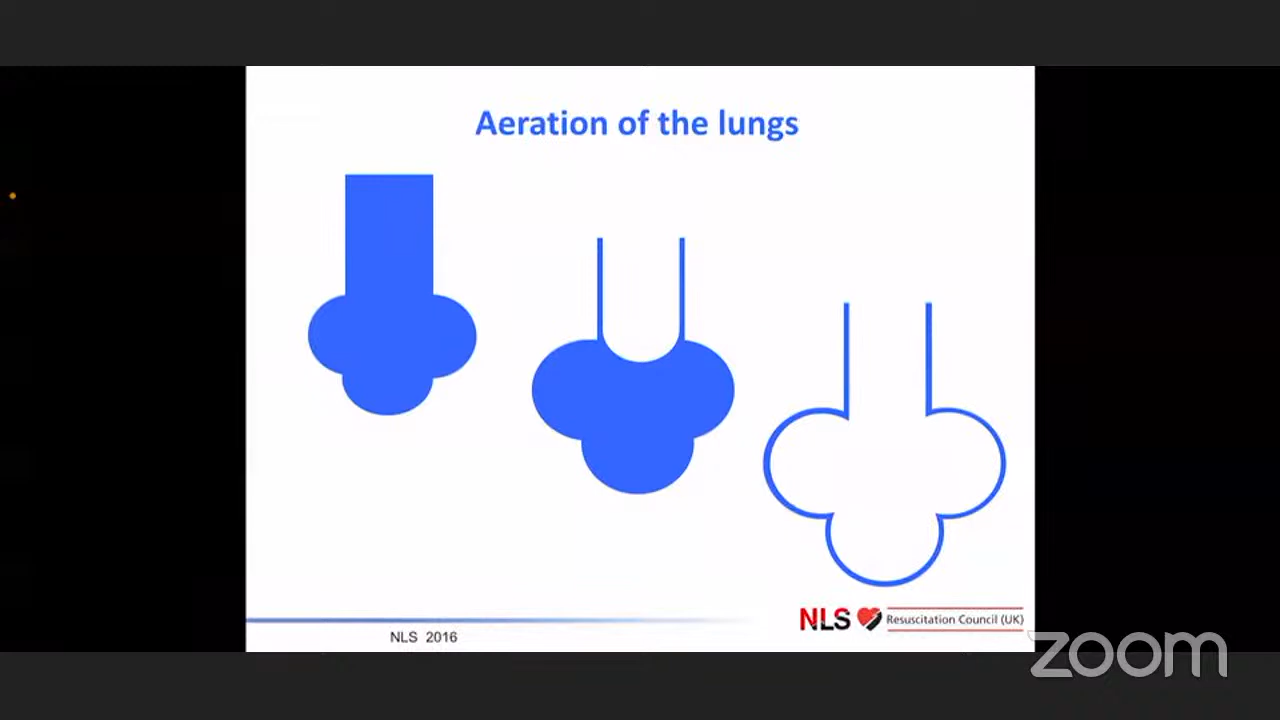 Aeration of the lungs
NLS 2016
NLS Resuscitation Council (UK)
zoom